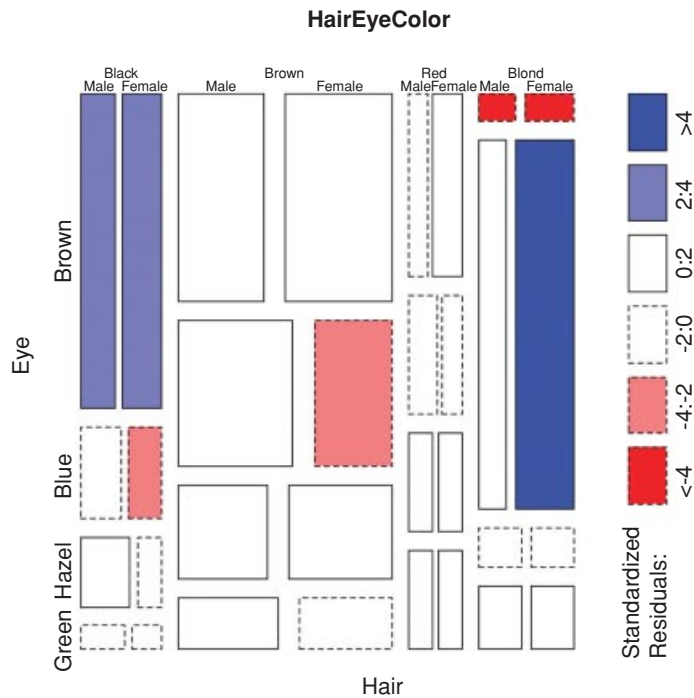 HairEyeColor
Black Brown Red Blond
Male Female Male Female Male Female Male Female
Brown
Blue
Hazel
Green
Eye
Hair
Standardized
Residuals:
<-4
-4:-2
-2:0
0:2
2:4
>4